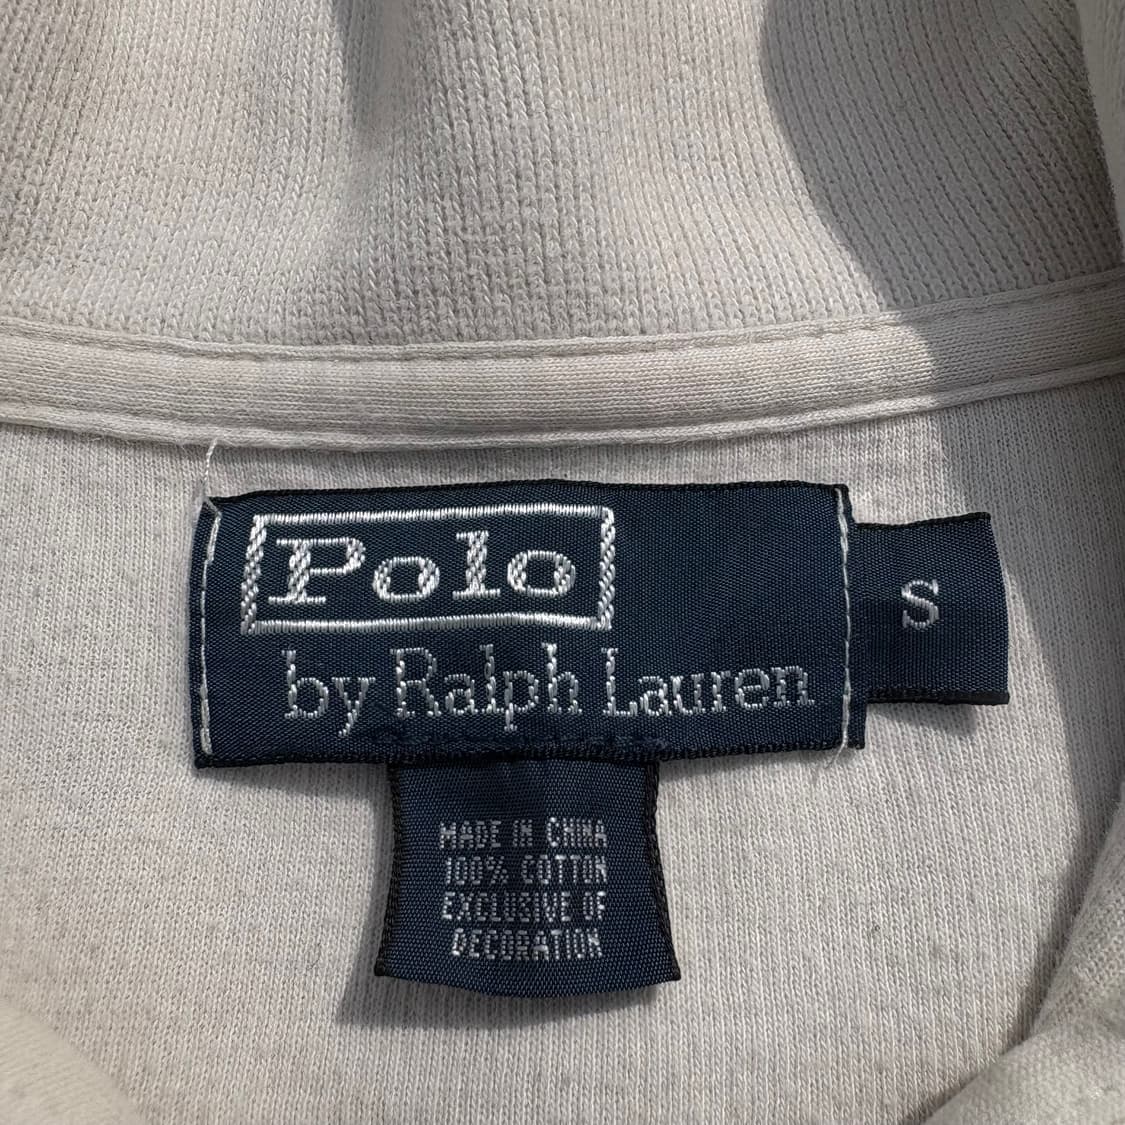 Polo
by Ralph Lauren
S
MADE IN CHINA
100% COTTON
EXCLUSIVE OF
DECORATION